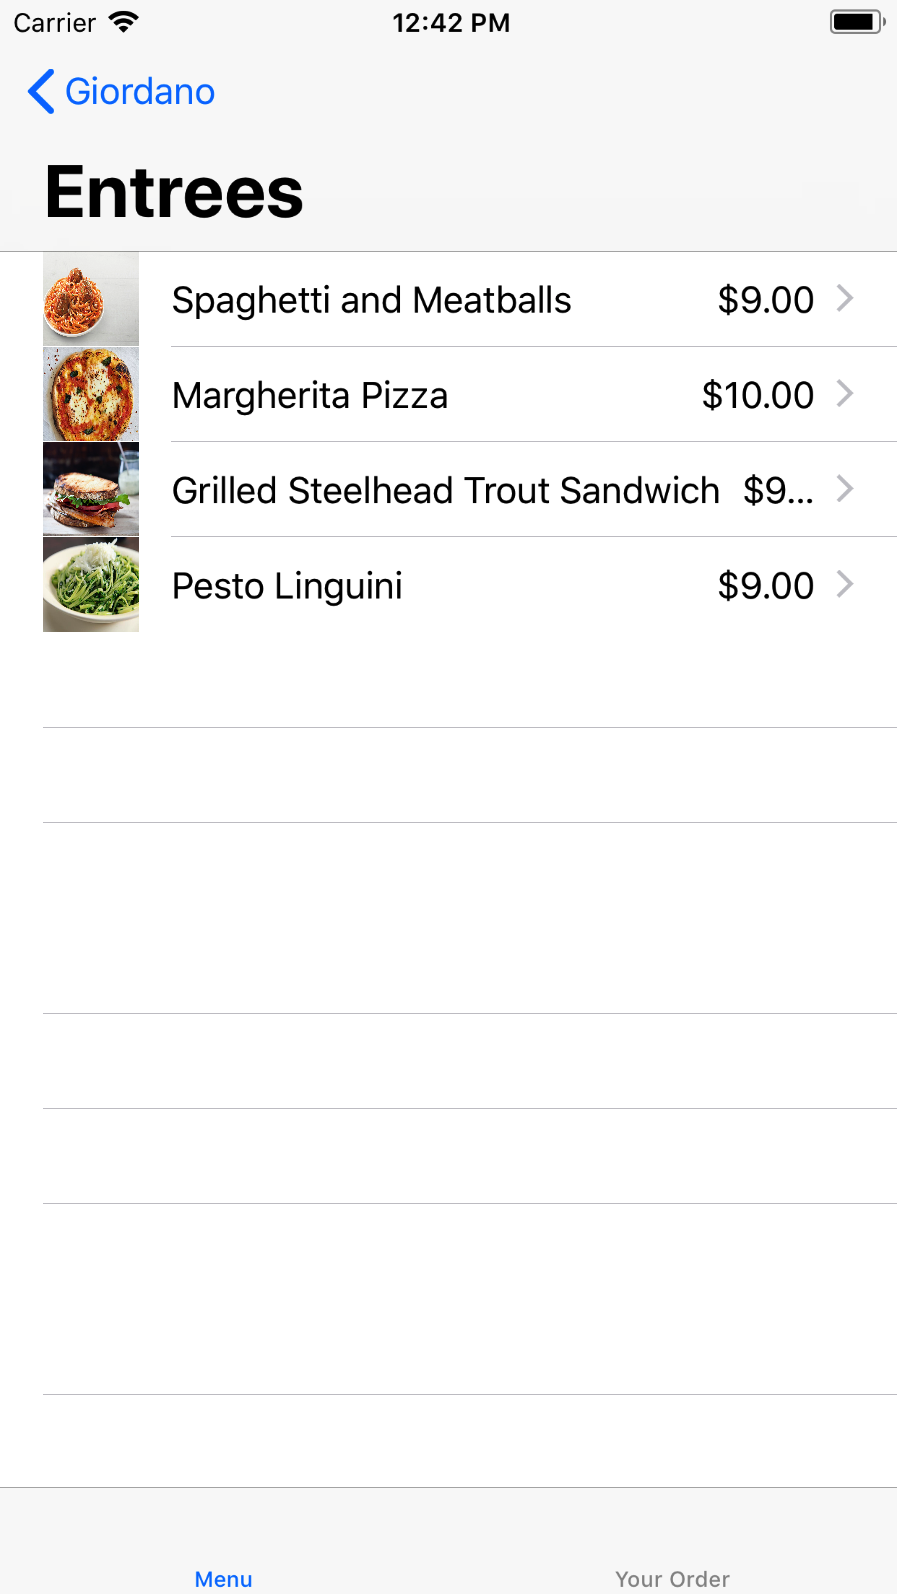 Carrier 12:42 PM
Giordano
Entrees
Spaghetti and Meatballs $9.00
Margherita Pizza $10.00
Grilled Steelhead Trout Sandwich $9...
Pesto Linguini $9.00
Menu Your Order